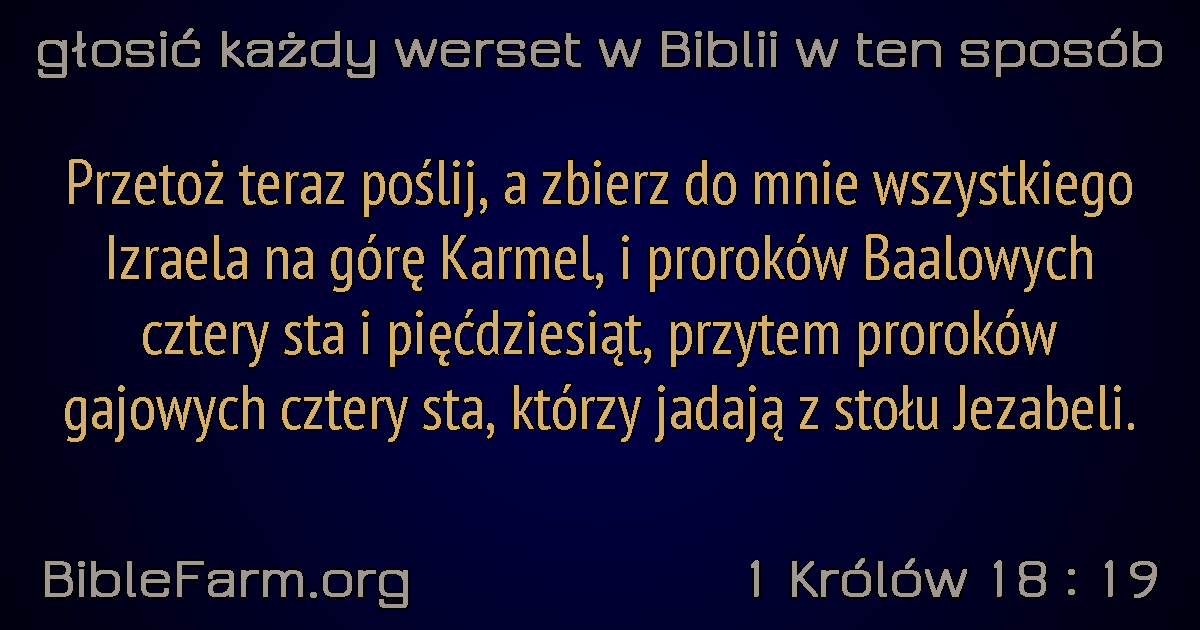 głosić każdy werset w Biblii w ten sposób
Przetoż teraz poślij, a zbierz do mnie wszystkiego
Izraela na górę Karmel, i proroków Baalowych
cztery sta i pięćdziesiąt, przytem proroków
gajowych cztery sta, którzy jadają z stołu Jezabeli.
BibleFarm.org
1 Królów 18 : 19